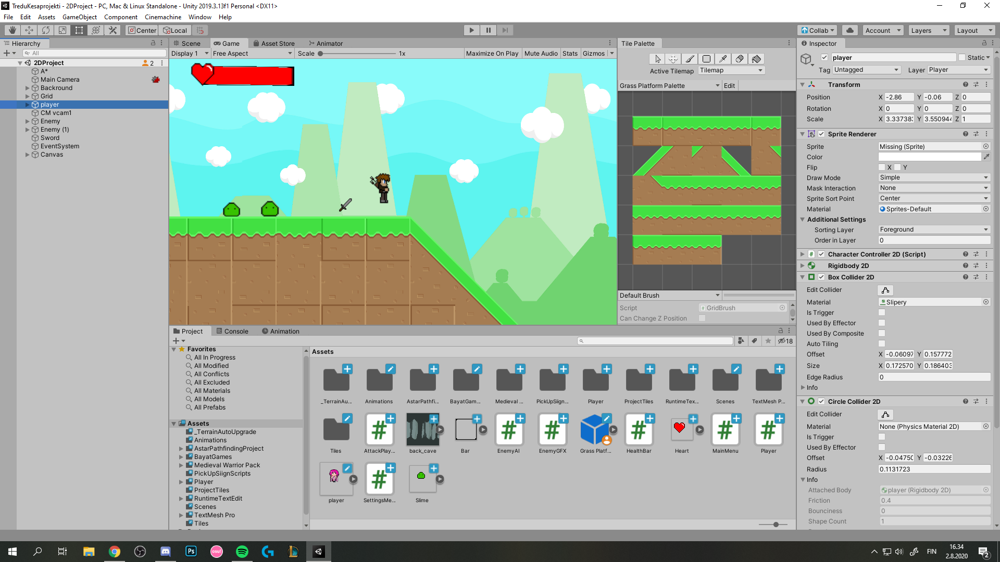 TreduKesaprojekti - 2DProject - PC, Mac & Linux Standalone - Unity 2019.3.13f1 Personal <DX11>
File Edit Assets GameObject Component Cinemachine Window Help
Center Local Collab Account Layers Layout
Hierarchy
All
2DProject 2
A*
Main Camera
Backround
Grid
player
CM vcam1
Enemy
Enemy (1)
Sword
EventSystem
Canvas
Scene Game Asset Store Animator
Display 1 Free Aspect Scale 1x Maximize On Play Mute Audio Stats Gizmos
Tile Palette
Active Tilemap Tilemap
Grass Platform Palette Edit
Default Brush
Script GridBrush
Can Change Z Position
Project Console Animation
18
Favorites
All In Progress
All Modified
All Conflicts
All Excluded
All Materials
All Models
All Prefabs
Assets
_TerrainAutoUpgrade
Animations
AstarPathfindingProject
BayatGames
Medieval Warrior Pack
PickUpSiignScripts
Player
ProjectTiles
RuntimeTextEdit
Scenes
TextMesh Pro
Tiles
Assets
_TerrainAu... Animations AstarPathfi... BayatGam... Medieval ... PickUpSiign... Player ProjectTiles RuntimeTex... Scenes TextMesh P...
Tiles AttackPlay... back_cave Bar EnemyAI EnemyGFX Grass Platf... HealthBar Heart MainMenu Player
player SettingsMe... Slime
Inspector
player Static
Tag Untagged Layer Player
Transform
Position X -2.86 Y -0.06 Z 0
Rotation X 0 Y 0 Z 0
Scale X 3.33738 Y 3.550944 Z 1
Sprite Renderer
Sprite Missing (Sprite)
Color
Flip X Y
Draw Mode Simple
Mask Interaction None
Sprite Sort Point Center
Material Sprites-Default
Additional Settings
Sorting Layer Foreground
Order in Layer 0
Character Controller 2D (Script)
Rigidbody 2D
Box Collider 2D
Edit Collider
Material Slipery
Is Trigger
Used By Effector
Used By Composite
Auto Tiling
Offset X -0.06097 Y 0.157772
Size X 0.172570 Y 0.186403
Edge Radius 0
Info
Circle Collider 2D
Edit Collider
Material None (Physics Material 2D)
Is Trigger
Used By Effector
Offset X -0.04750 Y -0.03226
Radius 0.1131723
Info
Attached Body player (Rigidbody 2D)
Friction 0.4
Bounciness 0
Shape Count 1
Ps osu! FIN 16.34
2.8.2020
2